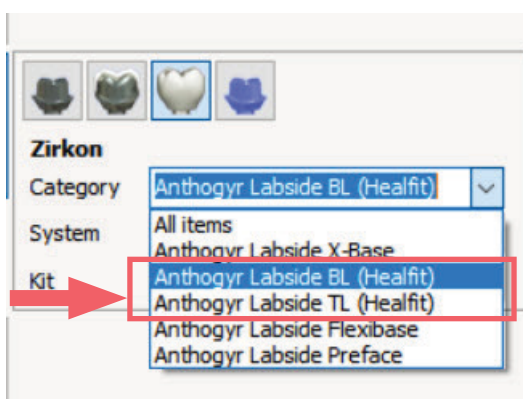 Zirkon
Category Anthogyr Labside BL (Healfit)
System
All items
Anthogyr Labside X-Base
Kit
Anthogyr Labside BL (Healfit)
Anthogyr Labside TL (Healfit)
Anthogyr Labside Flexibase
Anthogyr Labside Preface